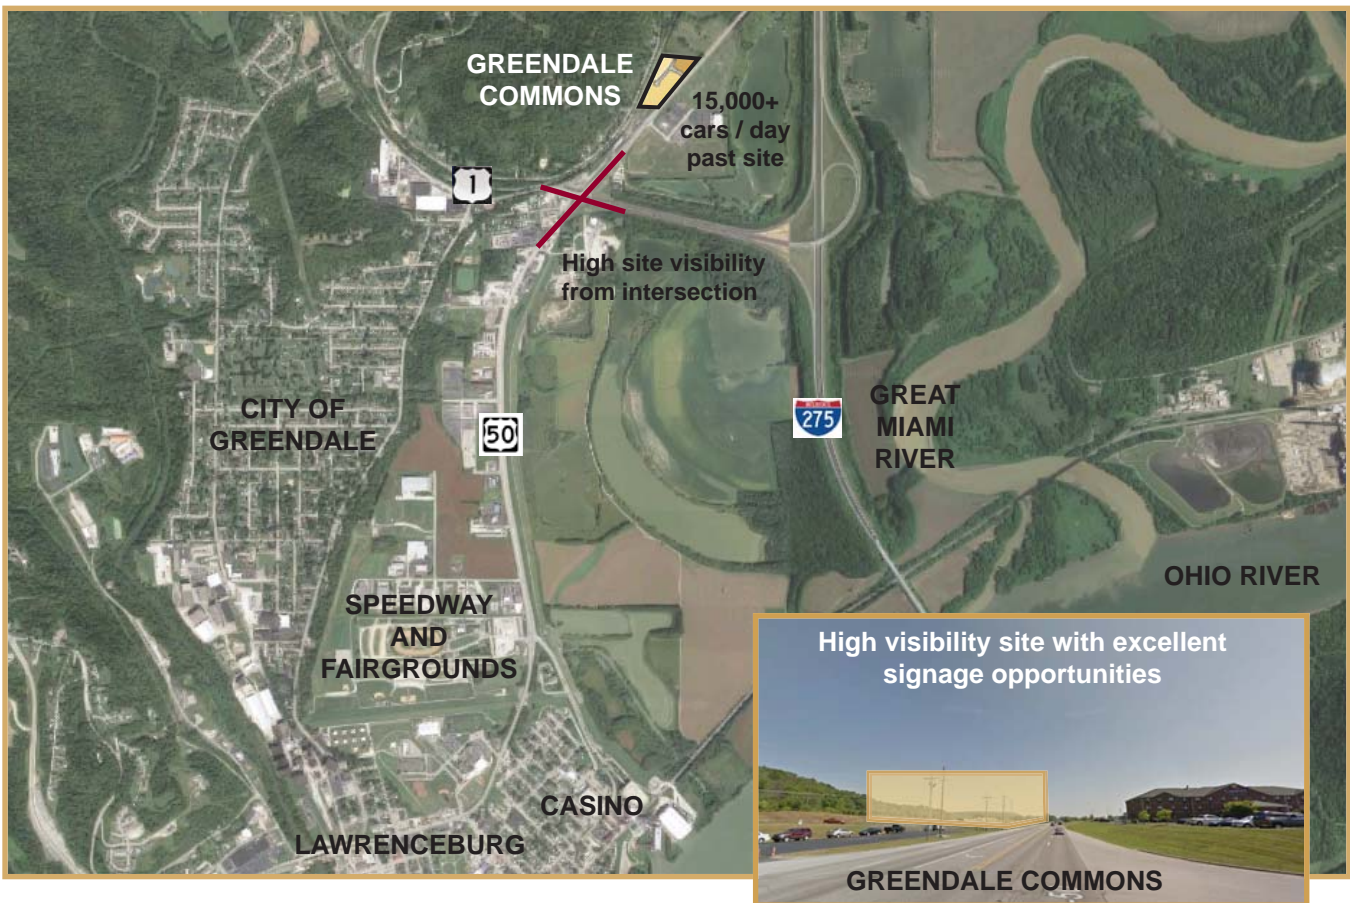 GREENDALE
COMMONS
15,000+
cars / day
past site
1
High site visibility
from intersection
CITY OF
GREENDALE
50
275
GREAT
MIAMI
RIVER
OHIO RIVER
SPEEDWAY
AND
FAIRGROUNDS
CASINO
LAWRENCEBURG
High visibility site with excellent
signage opportunities
GREENDALE COMMONS